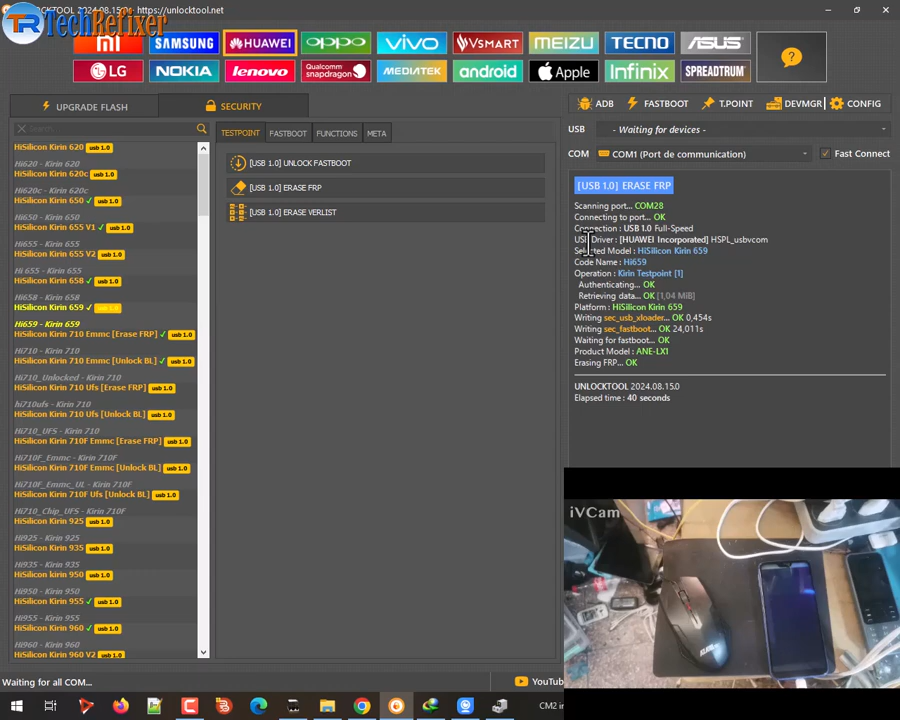 UNLOCKTOOL 2024.08.15.0 - https://unlocktool.net
TR TechRefixer
mi SAMSUNG HUAWEI oppo vivo VSMART MEIZU TECNO ASUS
LG NOKIA lenovo Qualcomm snapdragon MEDIATEK android Apple Infinix SPREADTRUM
?
UPGRADE FLASH
SECURITY
ADB FASTBOOT T.POINT DEVMGR CONFIG
Search...
TESTPOINT FASTBOOT FUNCTIONS META
USB - Waiting for devices -
COM COM1 (Port de communication) Fast Connect
HiSilicon Kirin 620 usb 1.0
Hi620 - Kirin 620
HiSilicon Kirin 620c usb 1.0
Hi620c - Kirin 620c
HiSilicon Kirin 650 ✓ usb 1.0
Hi650 - Kirin 650
HiSilicon Kirin 655 V1 ✓ usb 1.0
Hi655 - Kirin 655
HiSilicon Kirin 655 V2 usb 1.0
Hi 655 - Kirin 655
HiSilicon Kirin 658 ✓ usb 1.0
Hi658 - Kirin 658
HiSilicon Kirin 659 ✓ usb 1.0
Hi659 - Kirin 659
HiSilicon Kirin 710 Emmc [Erase FRP] ✓ usb 1.0
Hi710 - Kirin 710
HiSilicon Kirin 710 Emmc [Unlock BL] ✓ usb 1.0
Hi710_Unlocked - Kirin 710
HiSilicon Kirin 710 Ufs [Erase FRP] usb 1.0
hi710ufs - Kirin 710
HiSilicon Kirin 710 Ufs [Unlock BL] usb 1.0
Hi710_UFS - Kirin 710
HiSilicon Kirin 710F Emmc [Erase FRP] usb 1.0
Hi710F_Emmc - Kirin 710F
HiSilicon Kirin 710F Emmc [Unlock BL] usb 1.0
Hi710F_Emmc_UL - Kirin 710F
HiSilicon Kirin 710F Ufs [Unlock BL] usb 1.0
Hi710_Chip_UFS - Kirin 710F
HiSilicon Kirin 925 usb 1.0
Hi925 - Kirin 925
HiSilicon Kirin 935 usb 1.0
Hi935 - Kirin 935
HiSilicon kirin 950 usb 1.0
Hi950 - Kirin 950
HiSilicon Kirin 955 ✓ usb 1.0
Hi955 - Kirin 955
HiSilicon Kirin 960 ✓ usb 1.0
Hi960 - Kirin 960
HiSilicon Kirin 960 V2 usb 1.0
[USB 1.0] UNLOCK FASTBOOT
[USB 1.0] ERASE FRP
[USB 1.0] ERASE VERLIST
[USB 1.0] ERASE FRP
Scanning port... COM28
Connecting to port... OK
Connection : USB 1.0 Full-Speed
USB Driver : [HUAWEI Incorporated] HSPL_usbvcom
Selected Model : HiSilicon Kirin 659
Code Name : Hi659
Operation : Kirin Testpoint [1]
Authenticating... OK
Retrieving data... OK [1,04 MiB]
Platform : HiSilicon Kirin 659
Writing sec_usb_xloader... OK 0,454s
Writing sec_fastboot... OK 24,011s
Waiting for fastboot... OK
Product Model : ANE-LX1
Erasing FRP... OK
UNLOCKTOOL 2024.08.15.0
Elapsed time : 40 seconds
iVCam
Waiting for all COM...
YouTub
CM2 in